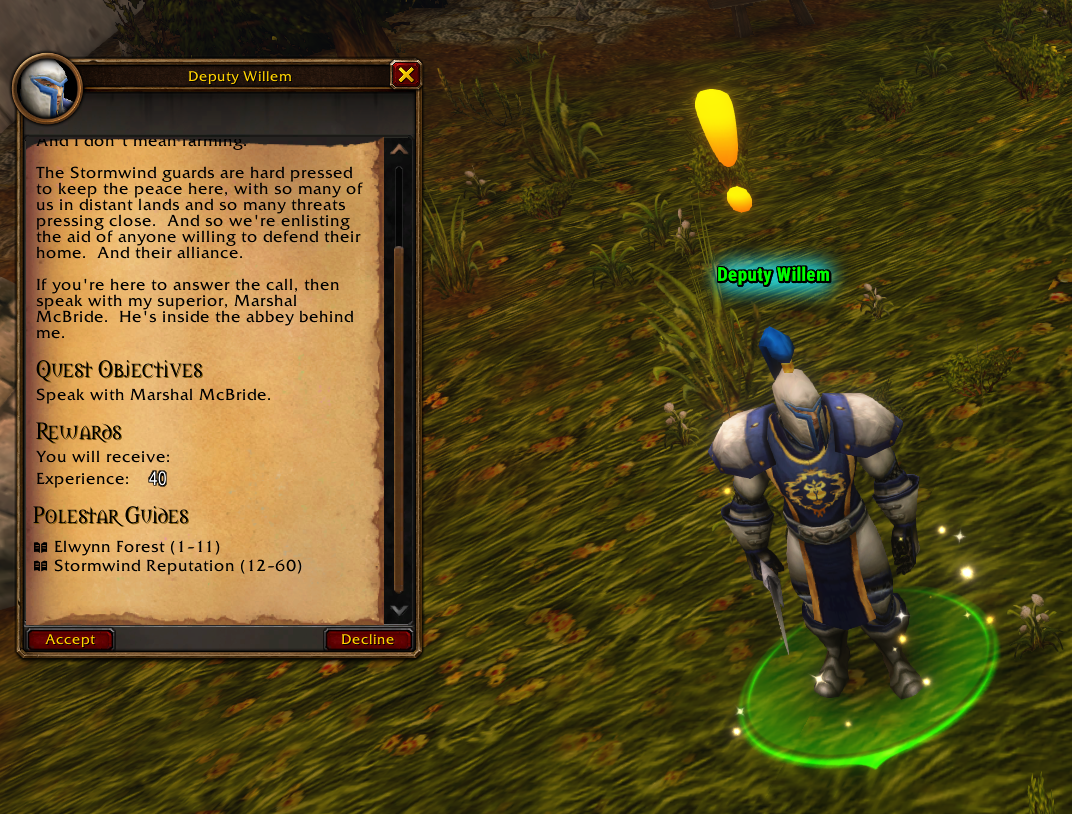 Deputy Willem
And I don't mean farming.
The Stormwind guards are hard pressed
to keep the peace here, with so many of
us in distant lands and so many threats
pressing close.  And so we're enlisting
the aid of anyone willing to defend their
home.  And their alliance.
If you're here to answer the call, then
speak with my superior, Marshal
McBride.  He's inside the abbey behind
me.
Quest Objectives
Speak with Marshal McBride.
Rewards
You will receive:
Experience: 40
Polestar Guides
Elwynn Forest (1-11)
Stormwind Reputation (12-60)
Accept
Decline
Deputy Willem